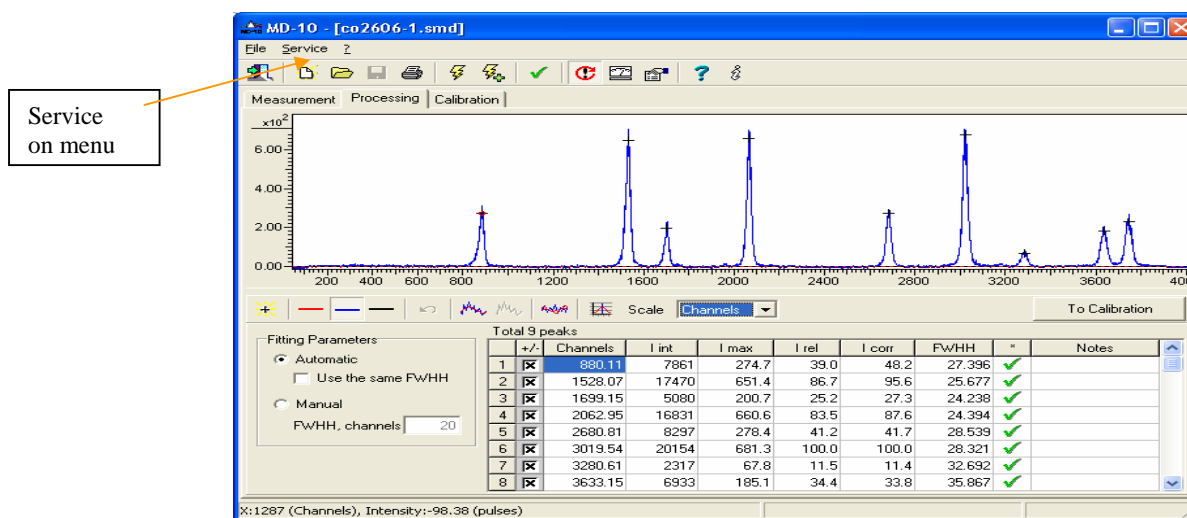 MD-10 - [co2606-1.smd]
File Service ?
Service
on menu
Measurement Processing Calibration
x10²
6.00
4.00
2.00
0.00
200 400 600 800 1200 1600 2000 2400 2800 3200 3600 400
Scale Channels To Calibration
Fitting Parameters
Automatic
Use the same FWHH
Manual
FWHH, channels 20
Total 9 peaks
+/- Channels I int I max I rel I corr FWHH * Notes
1 880.11 7861 274.7 39.0 48.2 27.396
2 1528.07 17470 651.4 86.7 95.6 25.677
3 1699.15 5080 200.7 25.2 27.3 24.238
4 2062.95 16831 660.6 83.5 87.6 24.394
5 2680.81 8297 278.4 41.2 41.7 28.539
6 3019.54 20154 681.3 100.0 100.0 28.321
7 3280.61 2317 67.8 11.5 11.4 32.692
8 3633.15 6933 185.1 34.4 33.8 35.867
X:1287 (Channels), Intensity:-98.38 (pulses)